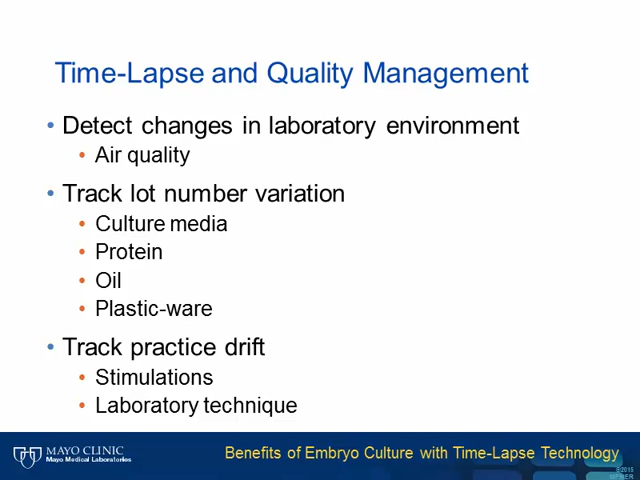 Time-Lapse and Quality Management
• Detect changes in laboratory environment
• Air quality
• Track lot number variation
• Culture media
• Protein
• Oil
• Plastic-ware
• Track practice drift
• Stimulations
• Laboratory technique
MAYO CLINIC
Mayo Medical Laboratories
Benefits of Embryo Culture with Time-Lapse Technology